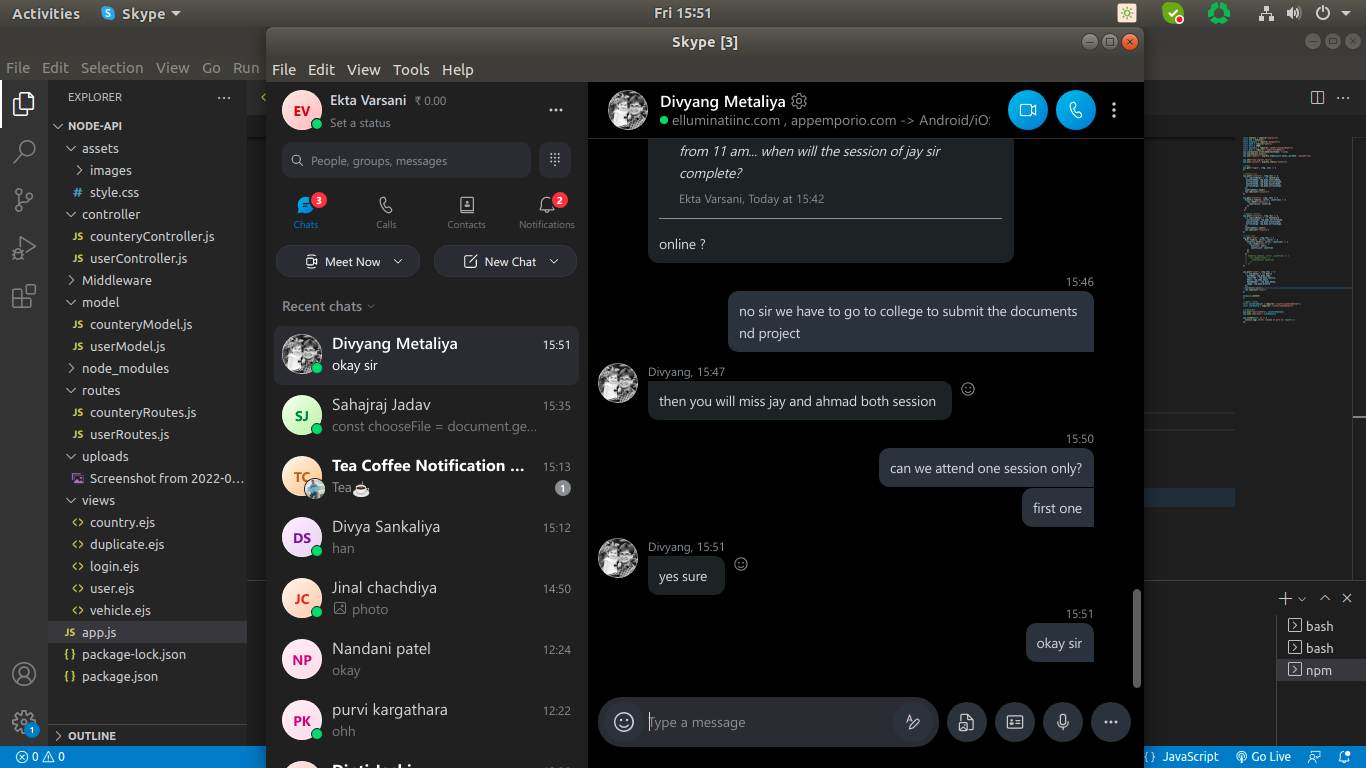 Activities
Skype
Fri 15:51
Skype [3]
File Edit Selection View Go Run
EXPLORER
NODE-API
assets
images
# style.css
controller
JS counteryController.js
JS userController.js
Middleware
model
JS counteryModel.js
JS userModel.js
node_modules
routes
JS counteryRoutes.js
JS userRoutes.js
uploads
Screenshot from 2022-0...
views
<> country.ejs
<> duplicate.ejs
<> login.ejs
<> user.ejs
<> vehicle.ejs
JS app.js
{} package-lock.json
{} package.json
OUTLINE
1
0 0
File Edit View Tools Help
EV
Ekta Varsani ₹ 0.00
Set a status
People, groups, messages
3
2
Chats Calls Contacts Notifications
Meet Now
New Chat
Recent chats
Divyang Metaliya 15:51
okay sir
SJ
Sahajraj Jadav 15:35
const chooseFile = document.ge...
TC
Tea Coffee Notification ... 15:13
Tea☕ 1
DS
Divya Sankaliya 15:12
han
JC
Jinal chachdiya 14:50
photo
NP
Nandani patel 12:24
okay
PK
purvi kargathara 12:22
ohh
Divyang Metaliya
elluminatiinc.com , appemporio.com -> Android/iO
from 11 am... when will the session of jay sir
complete?
Ekta Varsani, Today at 15:42
online ?
15:46
no sir we have to go to college to submit the documents
nd project
Divyang, 15:47
then you will miss jay and ahmad both session
15:50
can we attend one session only?
first one
Divyang, 15:51
yes sure
15:51
okay sir
Type a message
bash
bash
npm
{ } JavaScript
Go Live